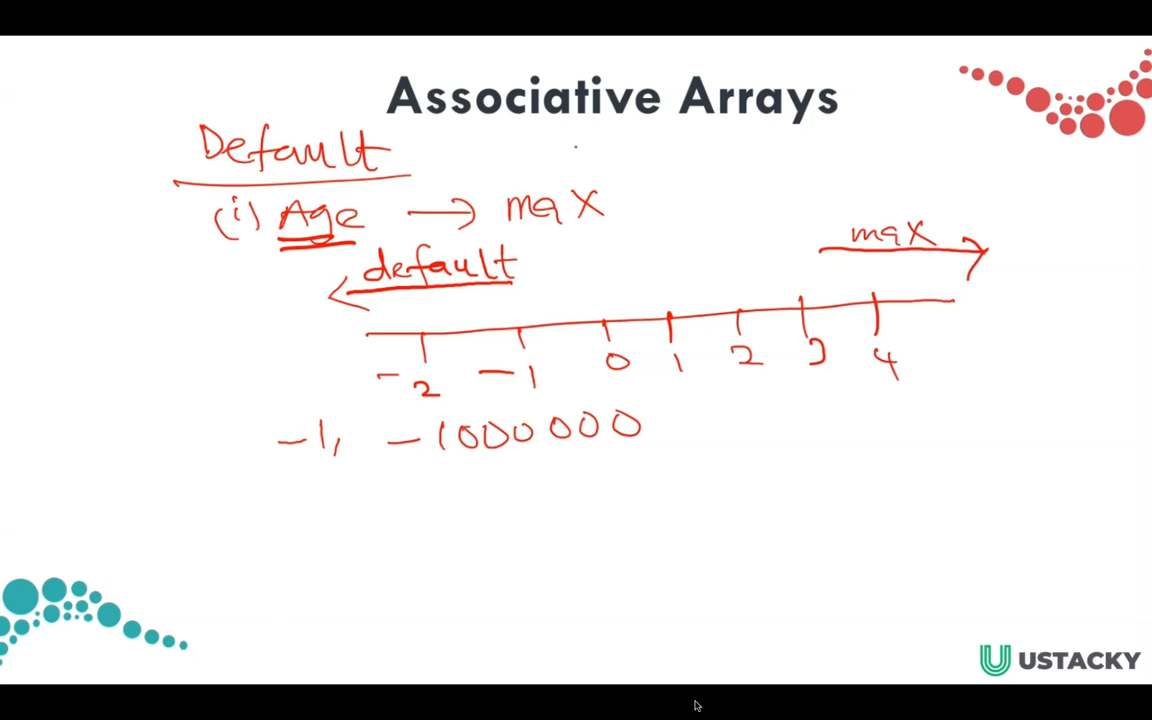 Associative Arrays
Default
(i) Age → max
default
max
-2 -1 0 1 2 3 4
-1, -1000000
USTACKY